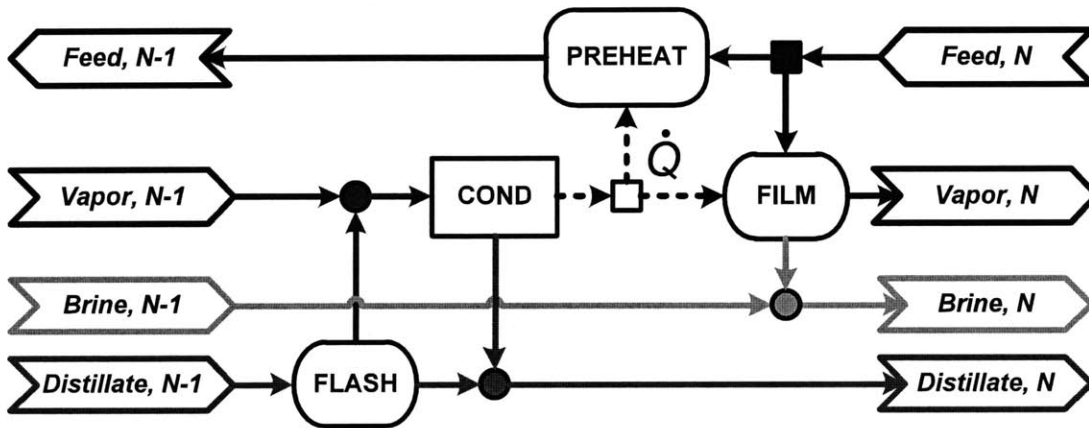 Feed, N-1
PREHEAT
Feed, N
Q̇
Vapor, N-1
COND
FILM
Vapor, N
Brine, N-1
Brine, N
Distillate, N-1
FLASH
Distillate, N